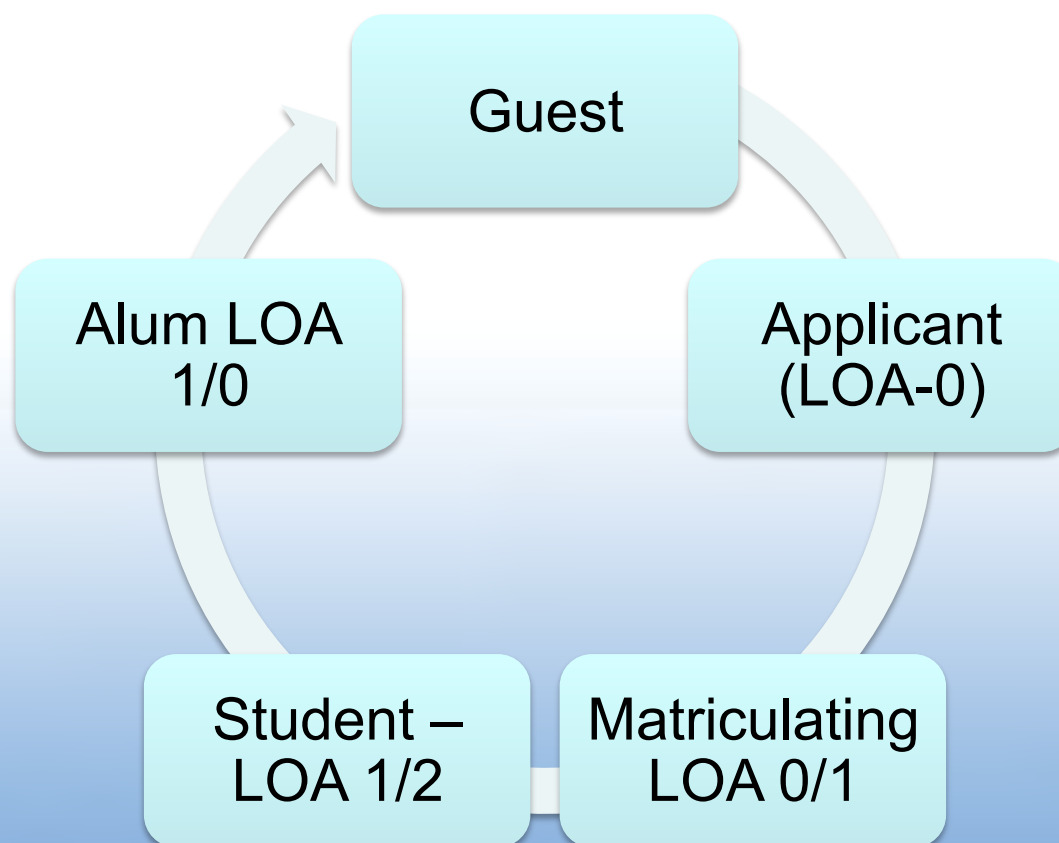 Guest
Applicant
(LOA-0)
Matriculating
LOA 0/1
Student –
LOA 1/2
Alum LOA
1/0